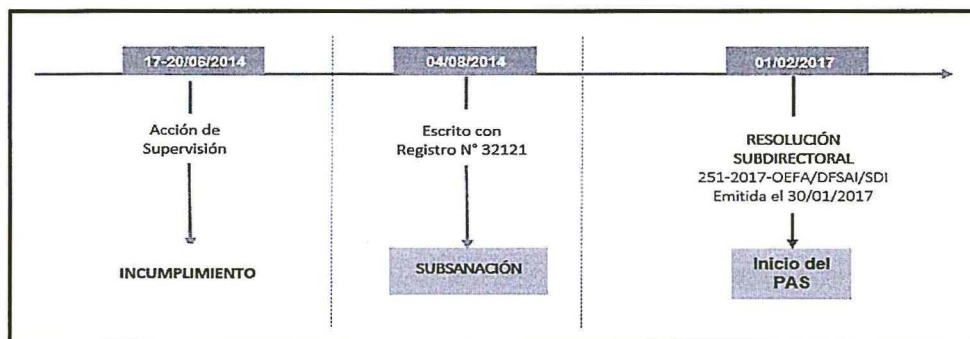 17-20/06/2014
Acción de
Supervisión
INCUMPLIMIENTO
04/08/2014
Escrito con
Registro N° 32121
SUBSANACIÓN
01/02/2017
RESOLUCIÓN
SUBDIRECTORAL
251-2017-OEFA/DFSAI/SDI
Emitida el 30/01/2017
Inicio del
PAS